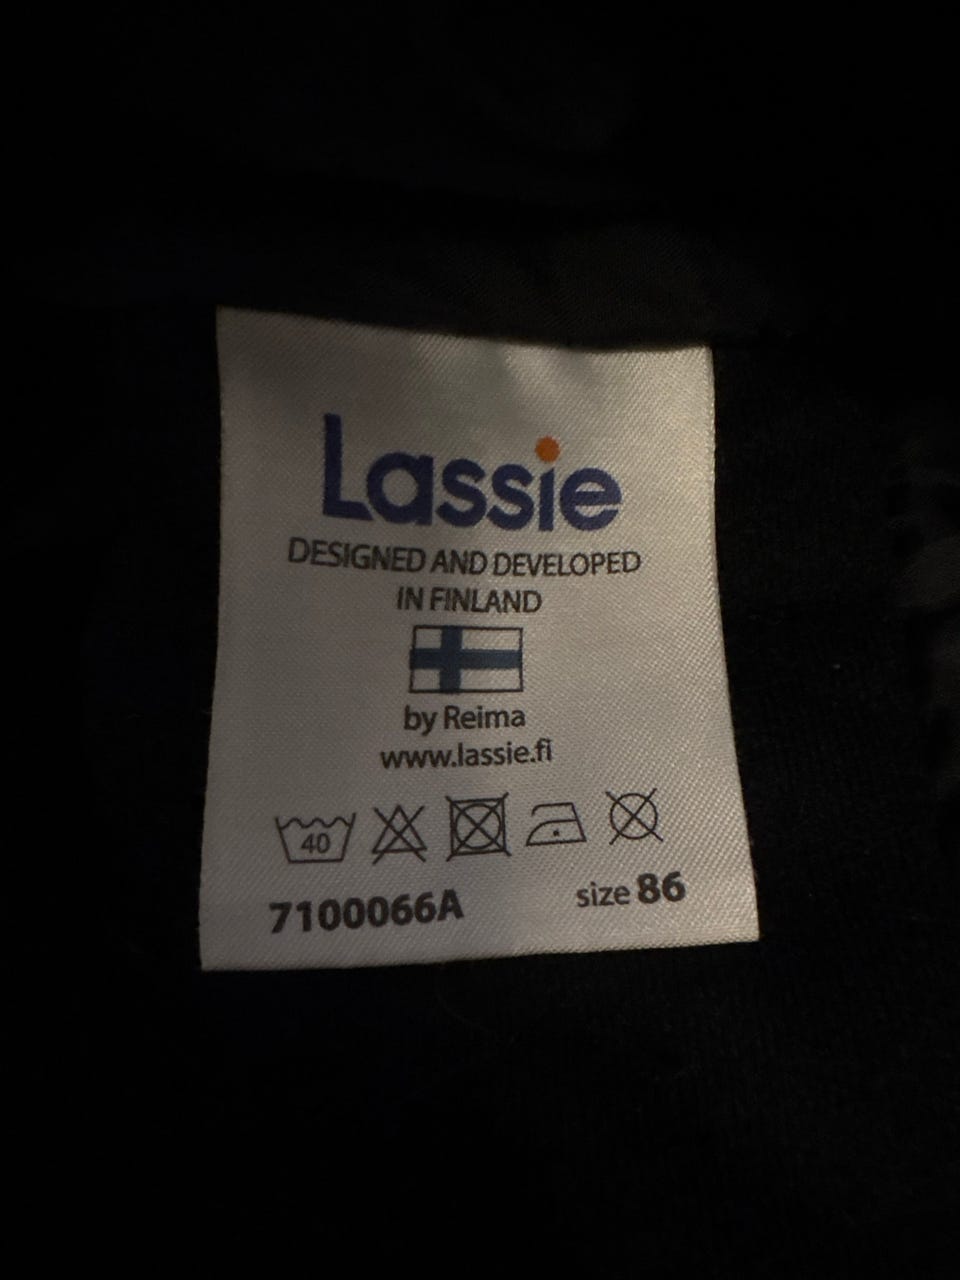 Lassie
DESIGNED AND DEVELOPED
IN FINLAND
by Reima
www.lassie.fi
40
7100066A size 86